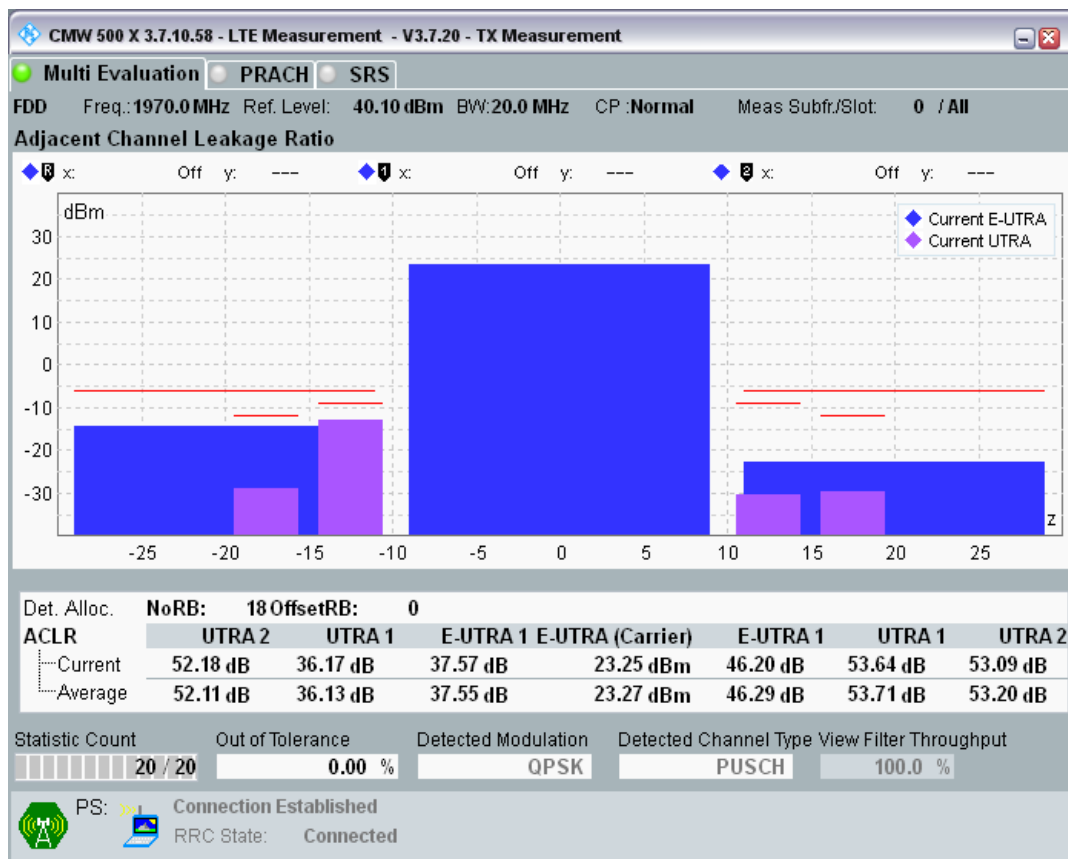 CMW 500 X 3.7.10.58 - LTE Measurement - V3.7.20 - TX Measurement
Multi Evaluation PRACH SRS
FDD Freq.:1970.0 MHz Ref. Level: 40.10 dBm BW:20.0 MHz CP :Normal Meas Subfr./Slot: 0 / All
Adjacent Channel Leakage Ratio
R x: Off y: --- 1 x: Off y: --- 2 x: Off y: ---
dBm
Current E-UTRA
Current UTRA
30
20
10
0
-10
-20
-30
z
-25 -20 -15 -10 -5 0 5 10 15 20 25
Det. Alloc. NoRB: 18 OffsetRB: 0
ACLR UTRA 2 UTRA 1 E-UTRA 1 E-UTRA (Carrier) E-UTRA 1 UTRA 1 UTRA 2
Current 52.18 dB 36.17 dB 37.57 dB 23.25 dBm 46.20 dB 53.64 dB 53.09 dB
Average 52.11 dB 36.13 dB 37.55 dB 23.27 dBm 46.29 dB 53.71 dB 53.20 dB
Statistic Count Out of Tolerance Detected Modulation Detected Channel Type View Filter Throughput
20 / 20 0.00 % QPSK PUSCH 100.0 %
PS: Connection Established
RRC State: Connected